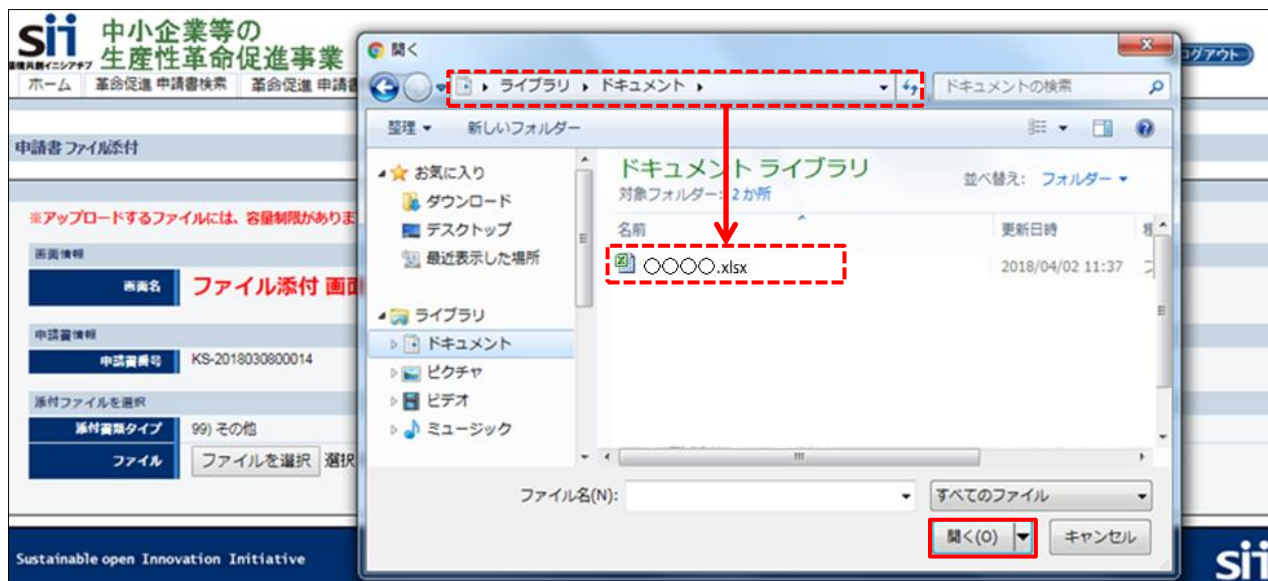 sii 中小企業等の
環境共創イニシアチブ 生産性革命促進事業
ログアウト
ホーム 革命促進 申請書検索 革命促進 申請書
申請書 ファイル添付
※アップロードするファイルには、容量制限がありま
画面情報
画面名 ファイル添付 画面
申請書情報
申請書番号 KS-2018030800014
添付ファイルを選択
添付書類タイプ 99) その他
ファイル ファイルを選択 選択
Sustainable open Innovation Initiative
sii
開く
ライブラリ ドキュメント
ドキュメントの検索
整理 新しいフォルダー
お気に入り
ダウンロード
デスクトップ
最近表示した場所
ライブラリ
ドキュメント
ピクチャ
ビデオ
ミュージック
ドキュメント ライブラリ
対象フォルダー: 2 か所
並べ替え: フォルダー
名前 更新日時 種
〇〇〇〇.xlsx 2018/04/02 11:37 フ
ファイル名(N):
すべてのファイル
開く(O) キャンセル